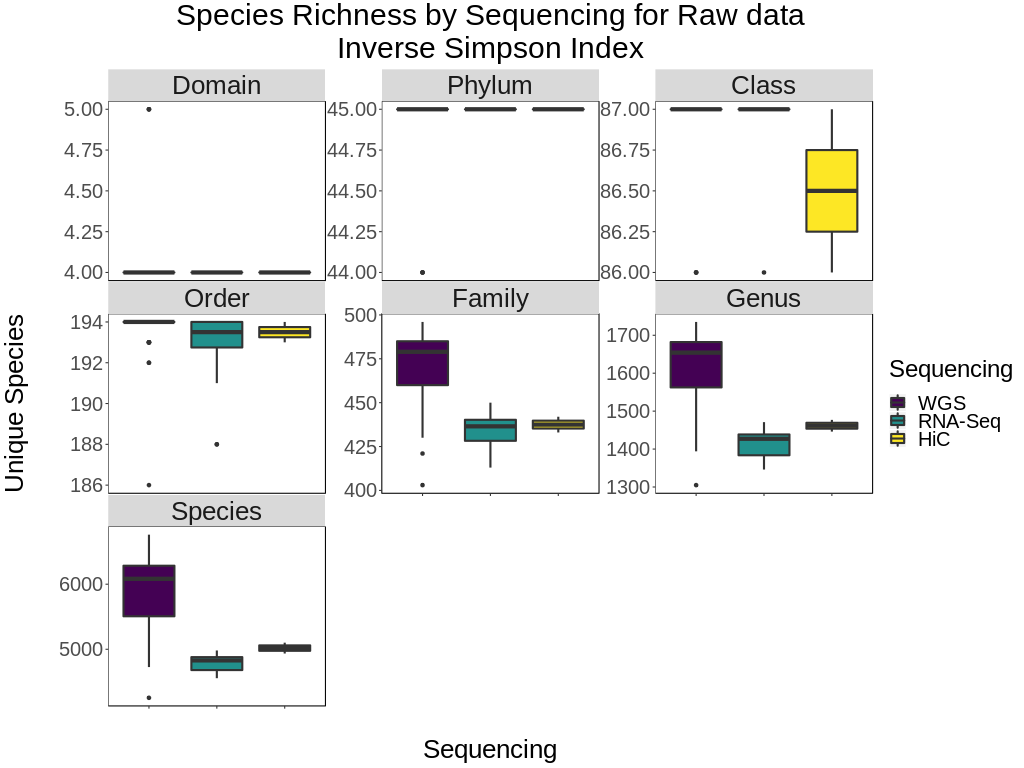 Species Richness by Sequencing for Raw data
Inverse Simpson Index
Domain
Phylum
Class
5.00
4.75
4.50
4.25
4.00
45.00
44.75
44.50
44.25
44.00
87.00
86.75
86.50
86.25
86.00
Order
Family
Genus
194
192
190
188
186
500
475
450
425
400
1700
1600
1500
1400
1300
Species
6000
5000
Unique Species
Sequencing
Sequencing
WGS
RNA-Seq
HiC